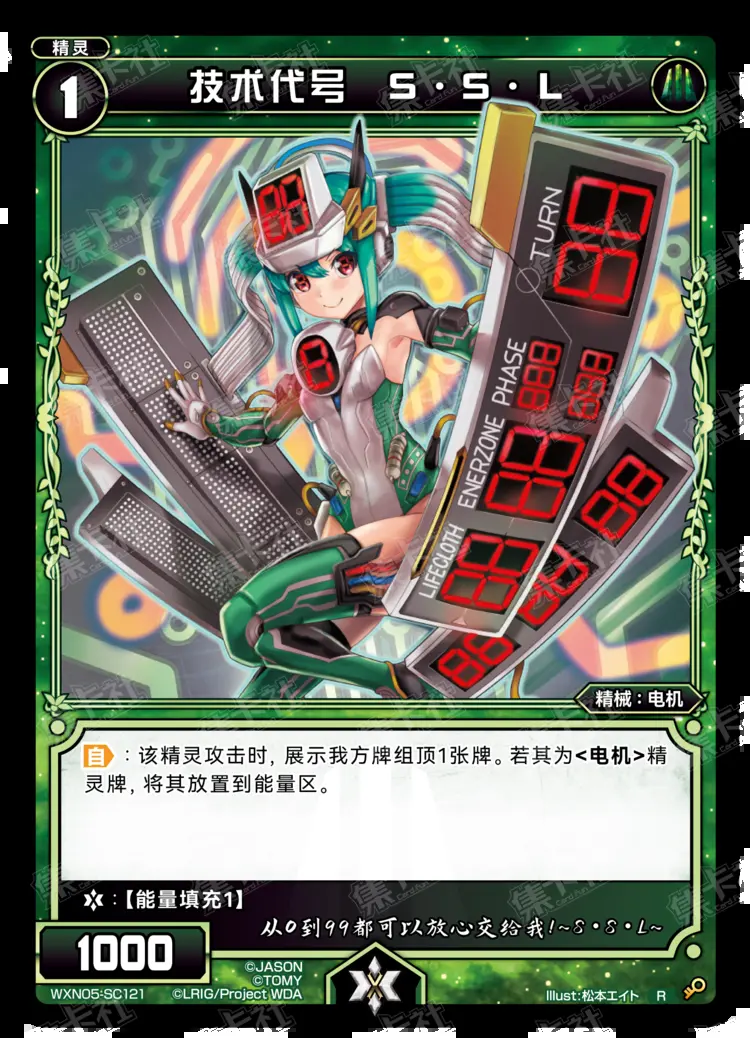 精灵
1
技术代号 S・S・L
TURN
PHASE
ENERZONE
LIFECLOTH
精械：电机
自：该精灵攻击时，展示我方牌组顶1张牌。若其为<电机>精
灵牌，将其放置到能量区。
：【能量填充1】
从0到99都可以放心交给我!~S・S・L~
1000
©JASON
©TOMY
WXN05-SC121 ©LRIG/Project WDA
Illust:松本エイト R
集卡社